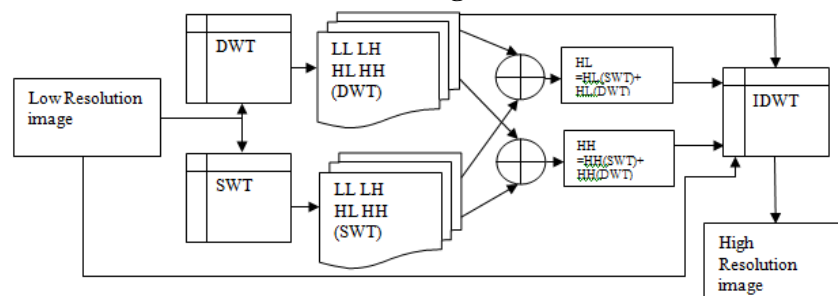 DWT
LL LH
HL HH
(DWT)
HL
=HL(SWT)+
HL(DWT)
IDWT
Low Resolution
image
HH
=HH(SWT)+
HH(DWT)
SWT
LL LH
HL HH
(SWT)
High
Resolution
image